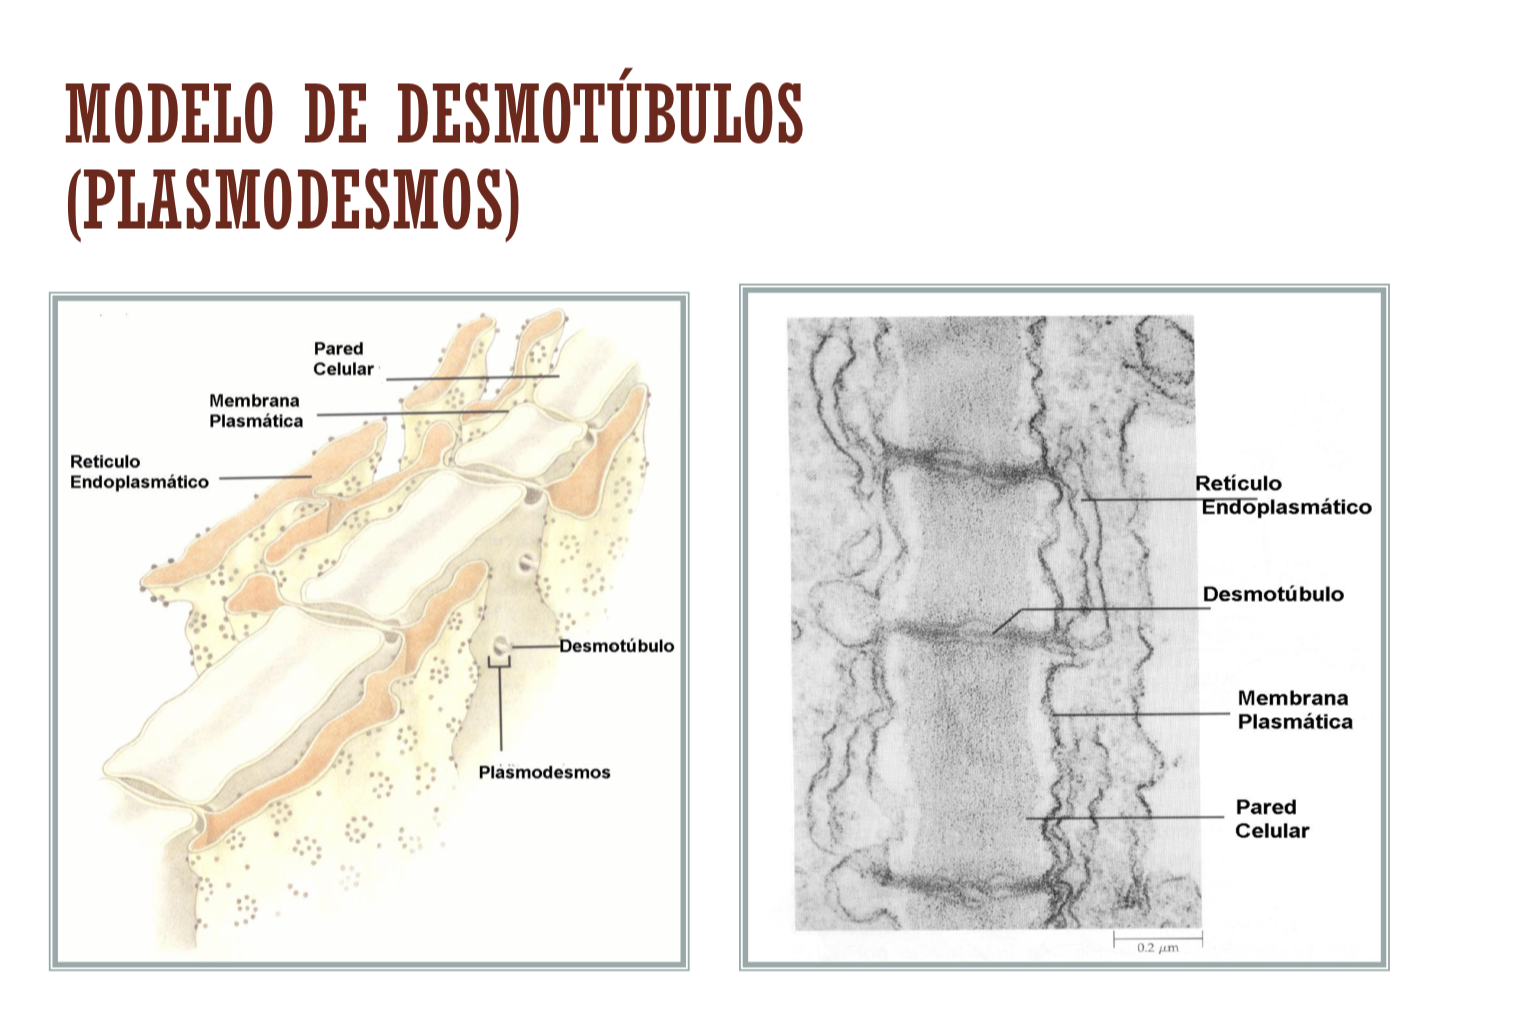 MODELO DE DESMOTÚBULOS
(PLASMODESMOS)
Pared
Celular
Membrana
Plasmática
Reticulo
Endoplasmático
Desmotúbulo
Plasmodesmos
Retículo
Endoplasmático
Desmotúbulo
Membrana
Plasmática
Pared
Celular
0.2 μm